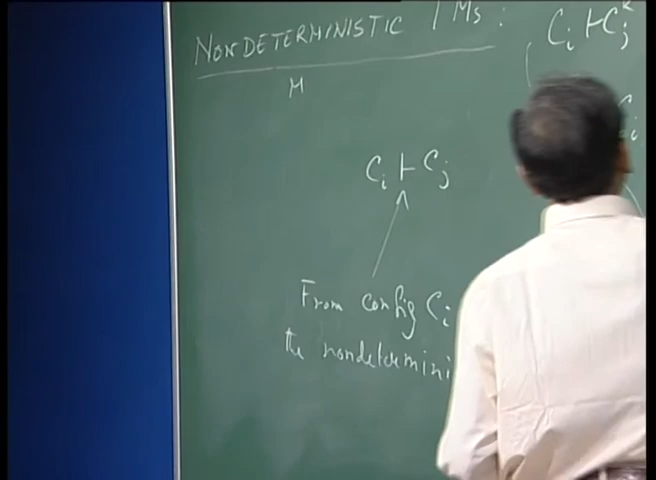 NONDETERMINISTIC TMs :
M
Ci ⊢ Cj
Ci ⊢ Cj
From config Ci
the nondetermini